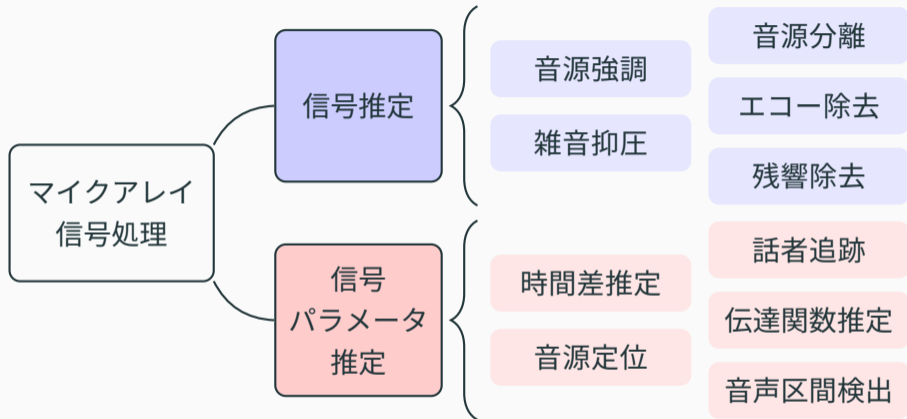 マイクアレイ
信号処理
信号推定
音源強調
雑音抑圧
音源分離
エコー除去
残響除去
信号
パラメータ
推定
時間差推定
音源定位
話者追跡
伝達関数推定
音声区間検出